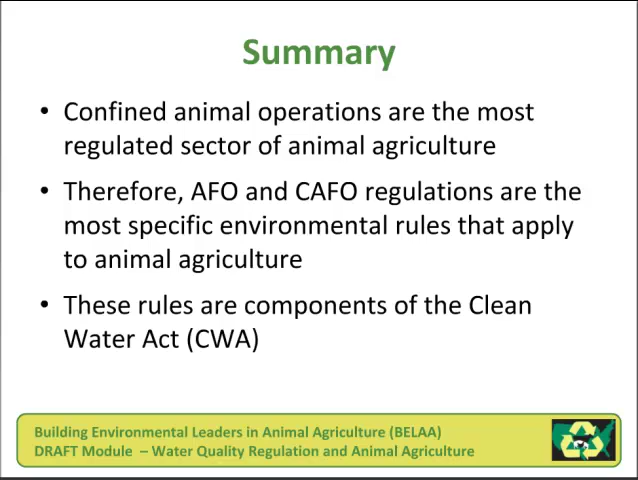 Summary
• Confined animal operations are the most
regulated sector of animal agriculture
• Therefore, AFO and CAFO regulations are the
most specific environmental rules that apply
to animal agriculture
• These rules are components of the Clean
Water Act (CWA)
Building Environmental Leaders in Animal Agriculture (BELAA)
DRAFT Module – Water Quality Regulation and Animal Agriculture